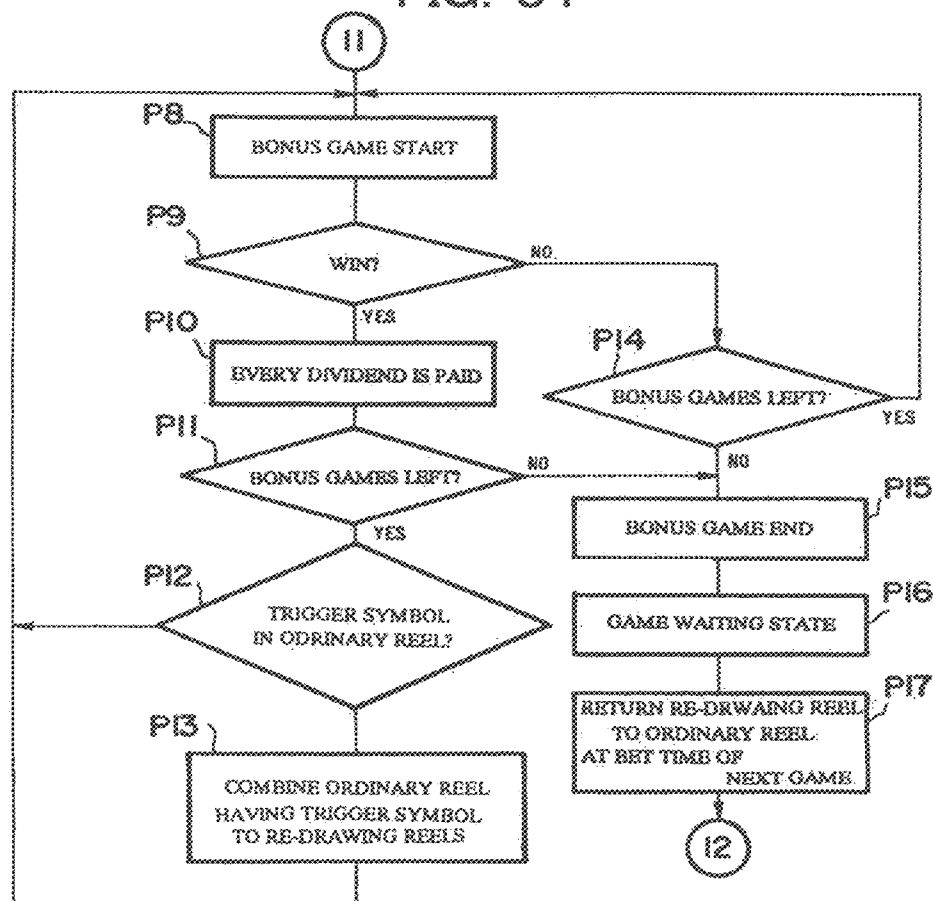 11
P8
BONUS GAME START
P9
WIN?
NO
YES
P10
EVERY DIVIDEND IS PAID
P14
BONUS GAMES LEFT?
YES
NO
P11
BONUS GAMES LEFT?
NO
YES
P15
BONUS GAME END
P12
TRIGGER SYMBOL
IN ODRINARY REEL?
P16
GAME WAITING STATE
P13
COMBINE ORDINARY REEL
HAVING TRIGGER SYMBOL
TO RE-DRAWING REELS
P17
RETURN RE-DRWAING REEL
TO ORDINARY REEL
AT BET TIME OF
NEXT GAME
12